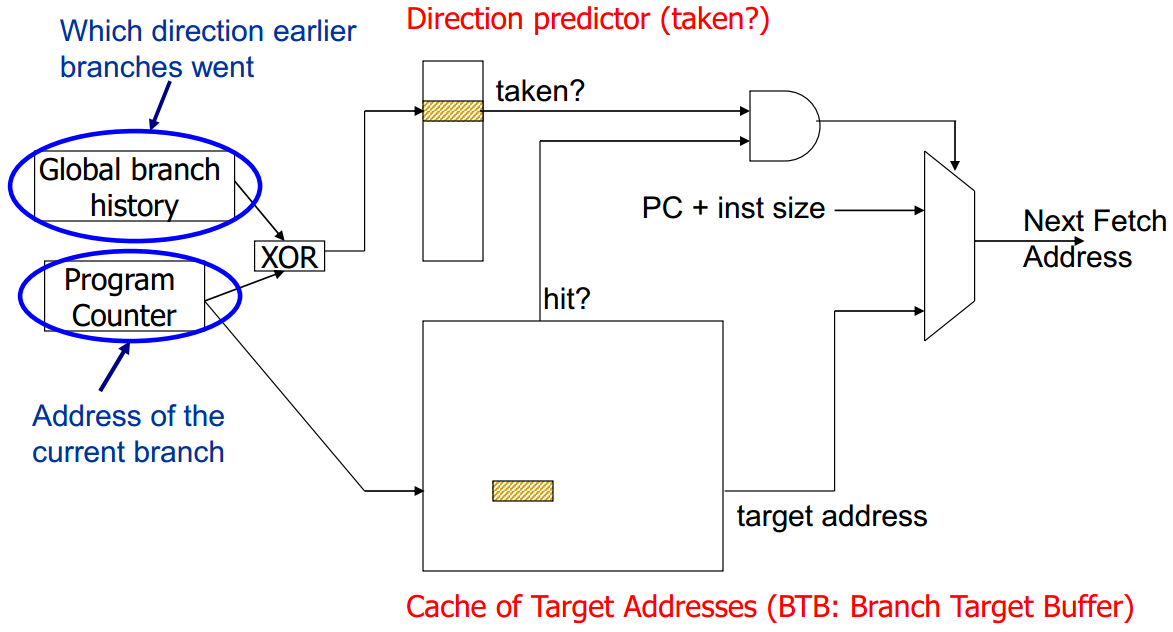 Direction predictor (taken?)
Which direction earlier
branches went
taken?
Global branch
history
PC + inst size
XOR
Next Fetch
Address
Program
Counter
hit?
Address of the
current branch
target address
Cache of Target Addresses (BTB: Branch Target Buffer)